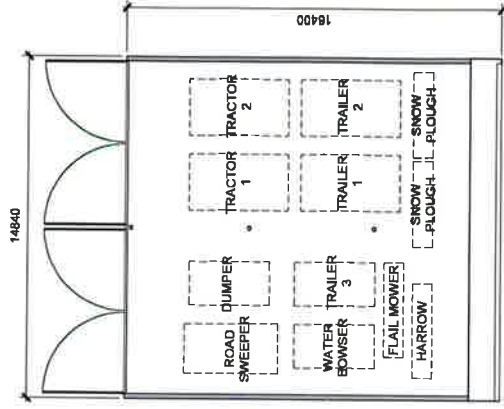 14840
16400
TRACTOR
2
TRAILER
2
SNOW
PLOUGH
TRACTOR
1
TRAILER
1
SNOW
PLOUGH
DUMPER
TRAILER
3
FLAIL MOWER
ROAD
SWEEPER
WATER
BOWSER
HARROW